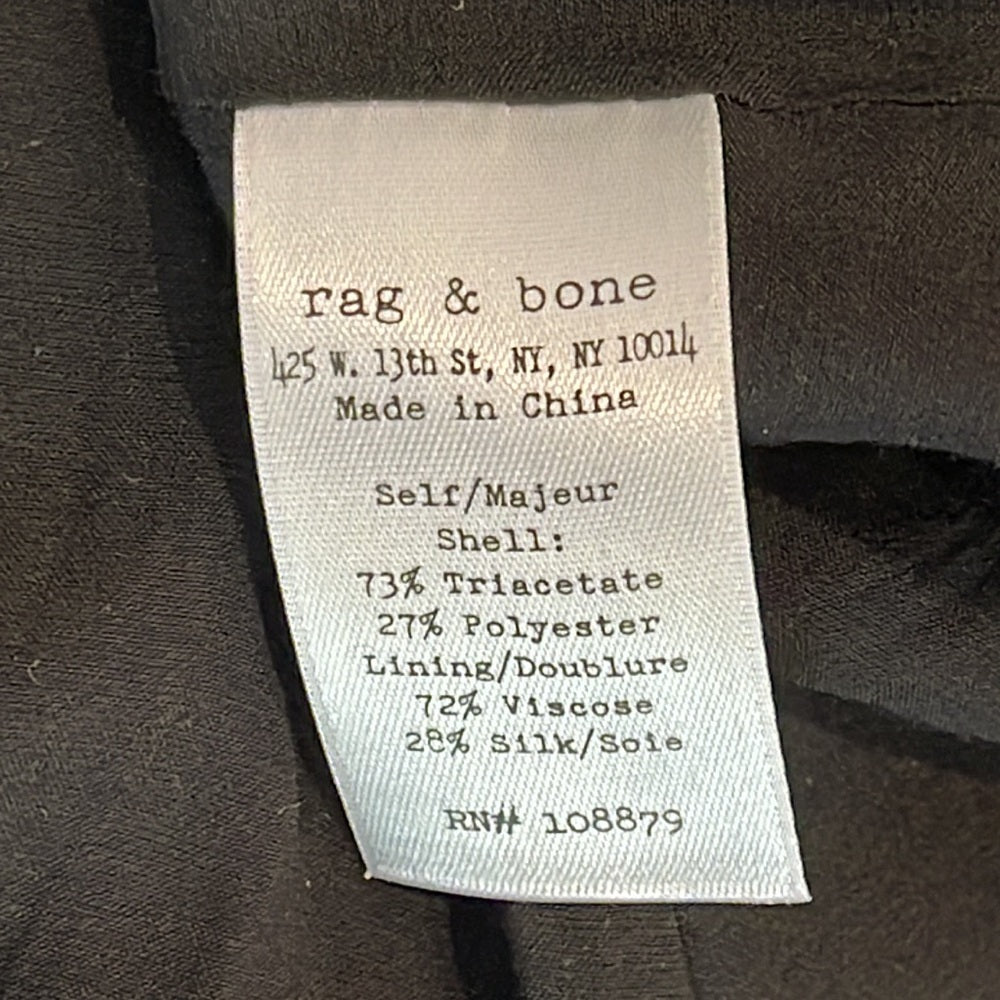 rag & bone
425 W. 13th St, NY, NY 10014
Made in China
Self/Majeur
Shell:
73% Triacetate
27% Polyester
Lining/Doublure
72% Viscose
28% Silk/Soie
RN# 108879